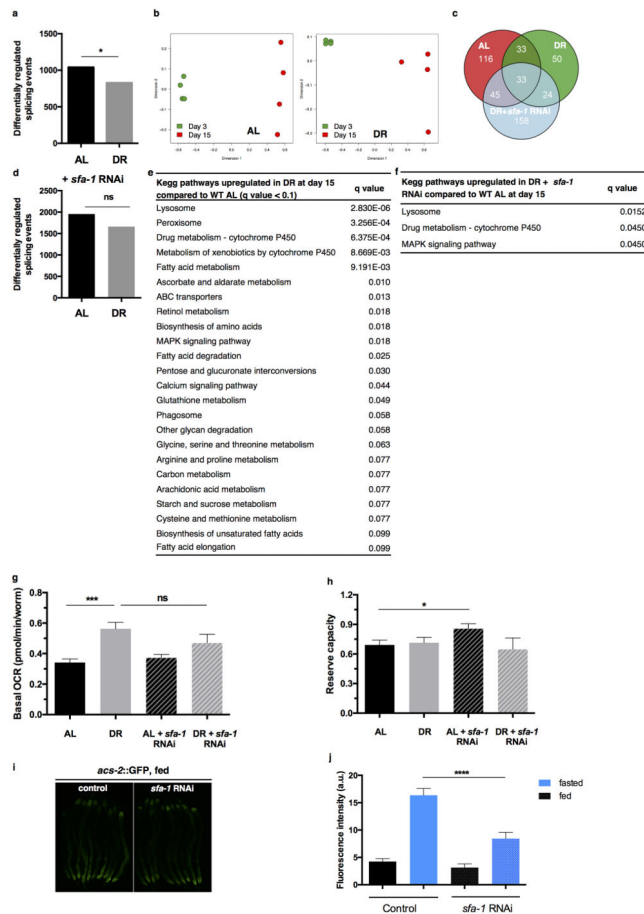 a
b
c
Differentially regulated
splicing events
1500
1000
500
0
*
AL
DR
Dimension 2
Dimension 1
Day 3
Day 15
AL
Dimension 2
Dimension 1
Day 3
Day 15
DR
AL
DR
116
33
50
33
45
24
158
DR+sfa-1 RNAi
d
+ sfa-1 RNAi
Differentially regulated
splicing events
2500
2000
1500
1000
500
0
ns
AL
DR
e
Kegg pathways upregulated in DR at day 15
compared to WT AL (q value < 0.1)
q value
Lysosome 2.830E-06
Peroxisome 3.256E-04
Drug metabolism - cytochrome P450 6.375E-04
Metabolism of xenobiotics by cytochrome P450 8.669E-03
Fatty acid metabolism 9.191E-03
Ascorbate and aldarate metabolism 0.010
ABC transporters 0.013
Retinol metabolism 0.018
Biosynthesis of amino acids 0.018
MAPK signaling pathway 0.018
Fatty acid degradation 0.025
Pentose and glucuronate interconversions 0.030
Calcium signaling pathway 0.044
Glutathione metabolism 0.049
Phagosome 0.058
Other glycan degradation 0.058
Glycine, serine and threonine metabolism 0.063
Arginine and proline metabolism 0.077
Carbon metabolism 0.077
Arachidonic acid metabolism 0.077
Starch and sucrose metabolism 0.077
Cysteine and methionine metabolism 0.077
Biosynthesis of unsaturated fatty acids 0.099
Fatty acid elongation 0.099
f
Kegg pathways upregulated in DR + sfa-1
RNAi compared to WT AL at day 15
q value
Lysosome 0.0152
Drug metabolism - cytochrome P450 0.0450
MAPK signaling pathway 0.0450
g
Basal OCR (pmol/min/worm)
0.8
0.6
0.4
0.2
0.0
***
ns
AL
DR
AL + sfa-1
RNAi
DR + sfa-1
RNAi
h
Reserve capacity
1.2
0.9
0.6
0.3
0.0
*
AL
DR
AL + sfa-1
RNAi
DR + sfa-1
RNAi
i
acs-2::GFP, fed
control
sfa-1 RNAi
j
Fluorescence intensity (a.u.)
20
15
10
5
0
****
fasted
fed
Control
sfa-1 RNAi